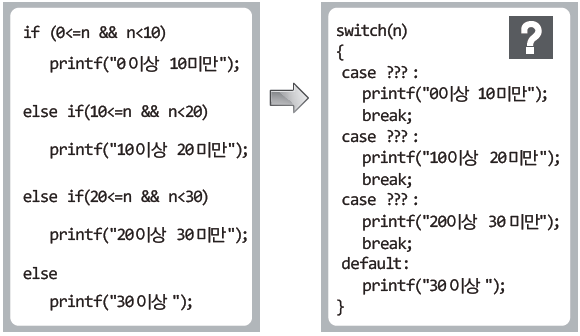 if (0<=n && n<10)
printf("0이상 10미만");
else if(10<=n && n<20)
printf("10이상 20미만");
else if(20<=n && n<30)
printf("20이상 30미만");
else
printf("30이상 ");
?
switch(n)
{
case ??? :
printf("0이상 10미만");
break;
case ??? :
printf("10이상 20미만");
break;
case ??? :
printf("20이상 30미만");
break;
default:
printf("30이상 ");
}